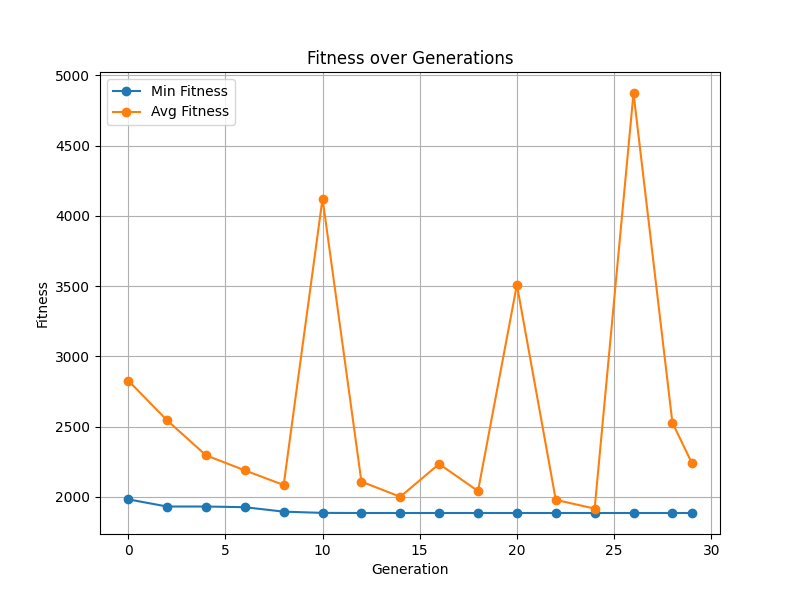 Fitness over Generations
Min Fitness
Avg Fitness
5000
4500
4000
3500
3000
2500
2000
Fitness
0 5 10 15 20 25 30
Generation